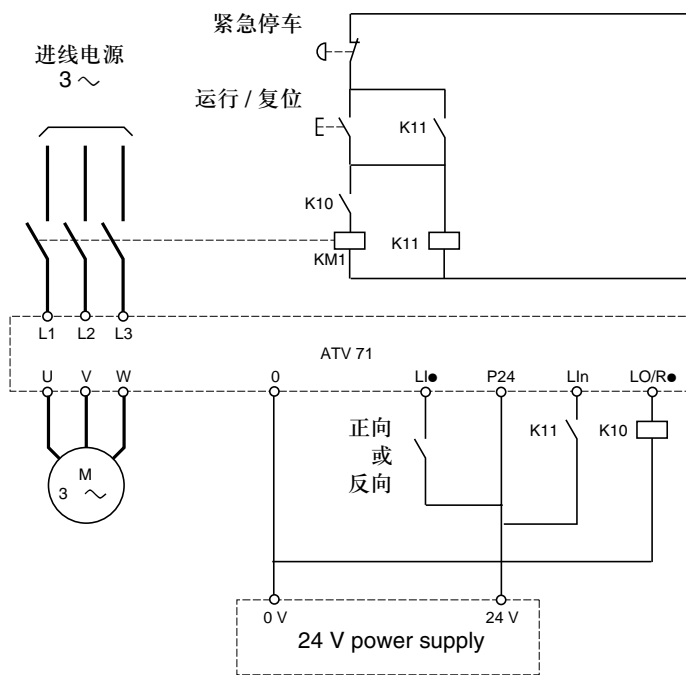 紧急停车
进线电源
3 ~
运行 / 复位
K11
K10
KM1
K11
L1 L2 L3
ATV 71
U V W 0 LI● P24 LIn LO/R●
正向
或
反向
K11 K10
M
3 ~
0 V 24 V
24 V power supply